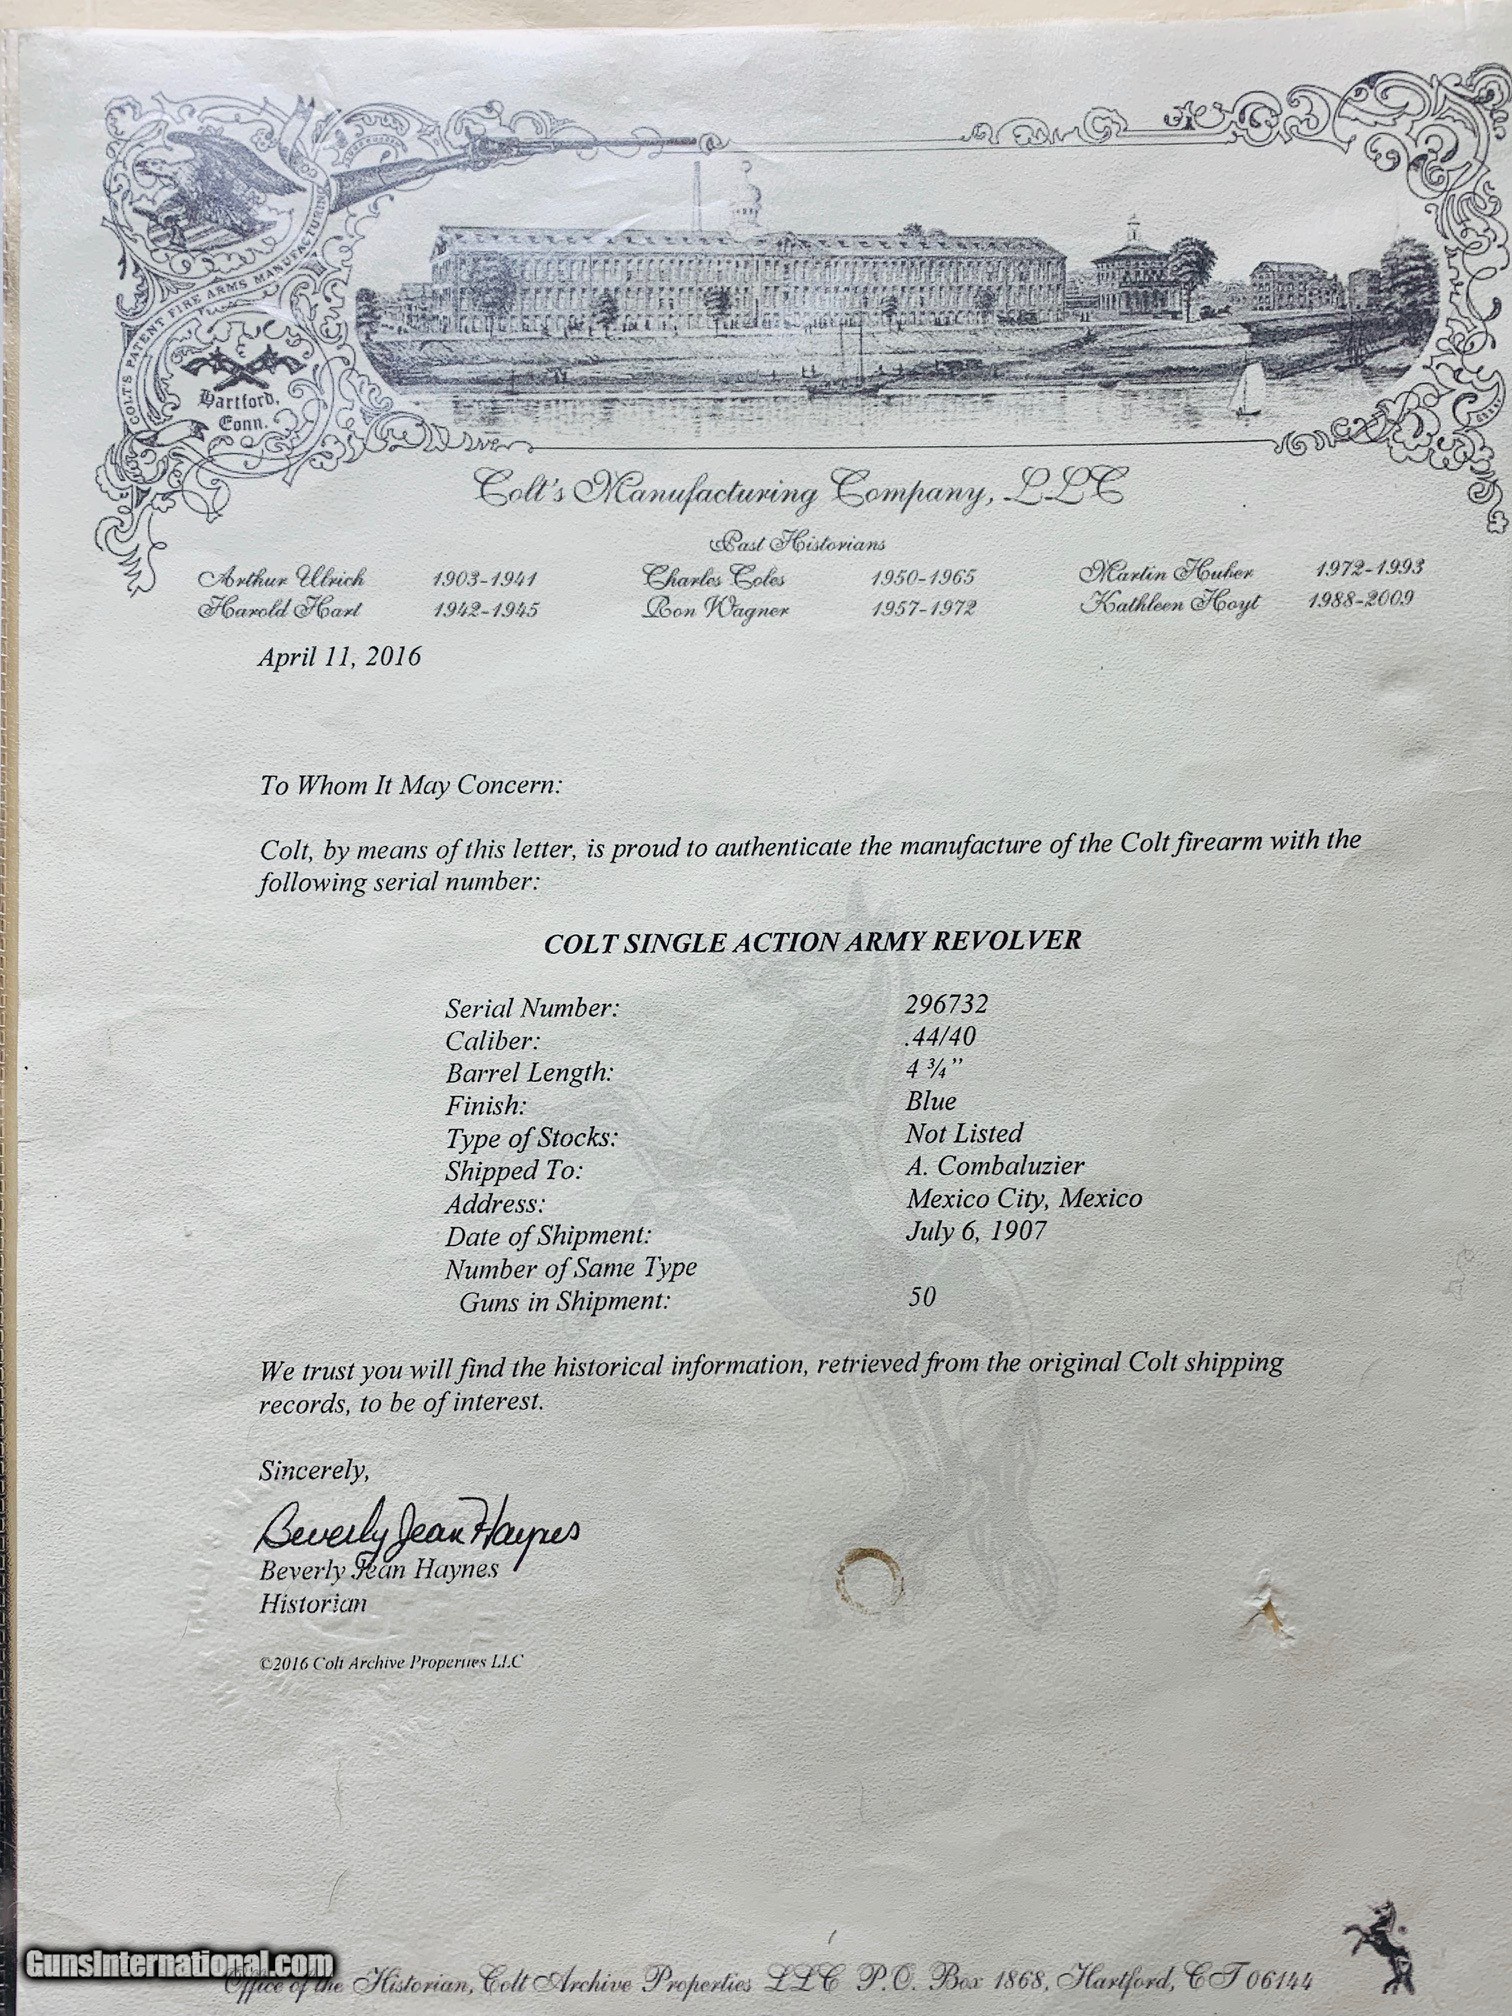 COLT'S PATENT FIRE ARMS MANUFACTURING CO.
Hartford,
Conn.
Colt's Manufacturing Company, LLC
Past Historians
Arthur Ulrich 1903-1941 Charles Coles 1950-1965 Martin Huber 1972-1993
Harold Hart 1942-1945 Ron Wagner 1957-1972 Kathleen Hoyt 1988-2009
April 11, 2016
To Whom It May Concern:
Colt, by means of this letter, is proud to authenticate the manufacture of the Colt firearm with the
following serial number:
COLT SINGLE ACTION ARMY REVOLVER
Serial Number: 296732
Caliber: .44/40
Barrel Length: 4 ¾”
Finish: Blue
Type of Stocks: Not Listed
Shipped To: A. Combaluzier
Address: Mexico City, Mexico
Date of Shipment: July 6, 1907
Number of Same Type
Guns in Shipment: 50
We trust you will find the historical information, retrieved from the original Colt shipping
records, to be of interest.
Sincerely,
Beverly Jean Haynes
Beverly Jean Haynes
Historian
©2016 Colt Archive Properties LLC
GunsInternational.com
Office of the Historian, Colt Archive Properties LLC P.O. Box 1868, Hartford, CT 06144